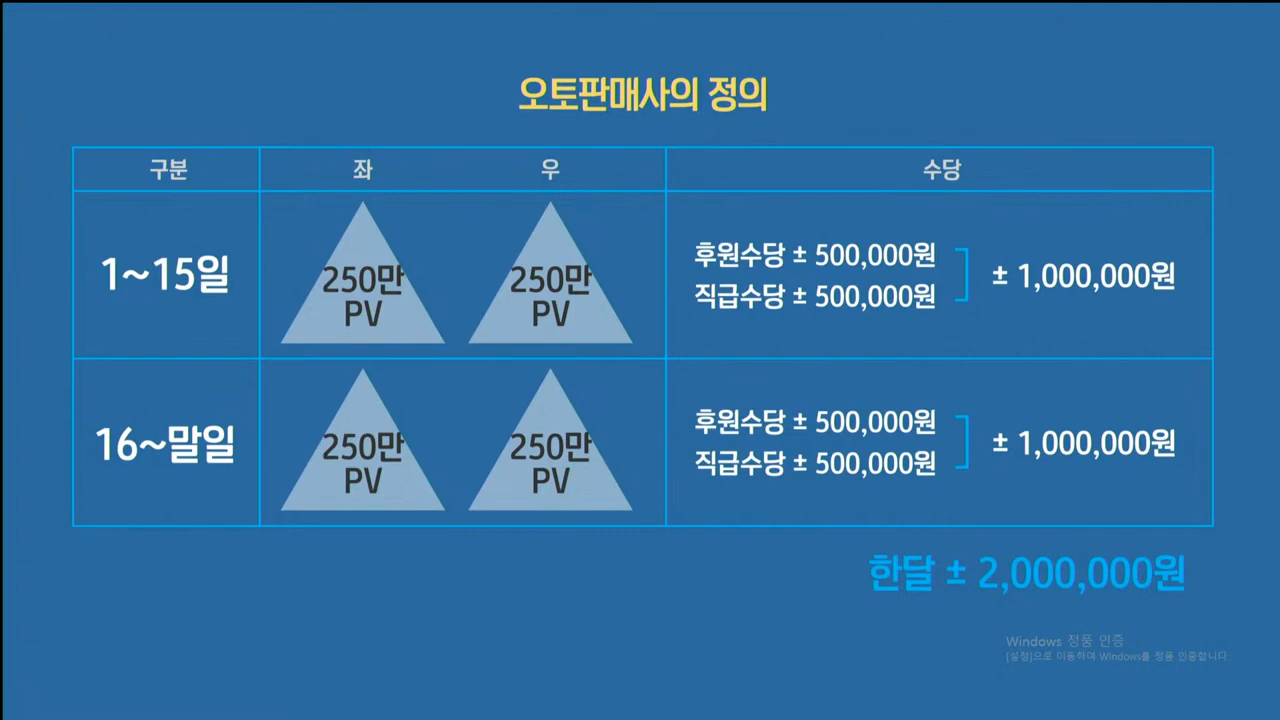 오토판매사의 정의
구분 좌 우 수당
1~15일
250만
PV
250만
PV
후원수당 ± 500,000원
직급수당 ± 500,000원
± 1,000,000원
16~말일
250만
PV
250만
PV
후원수당 ± 500,000원
직급수당 ± 500,000원
± 1,000,000원
한달 ± 2,000,000원
Windows 정품 인증
[설정]으로 이동하여 Windows를 정품 인증합니다.